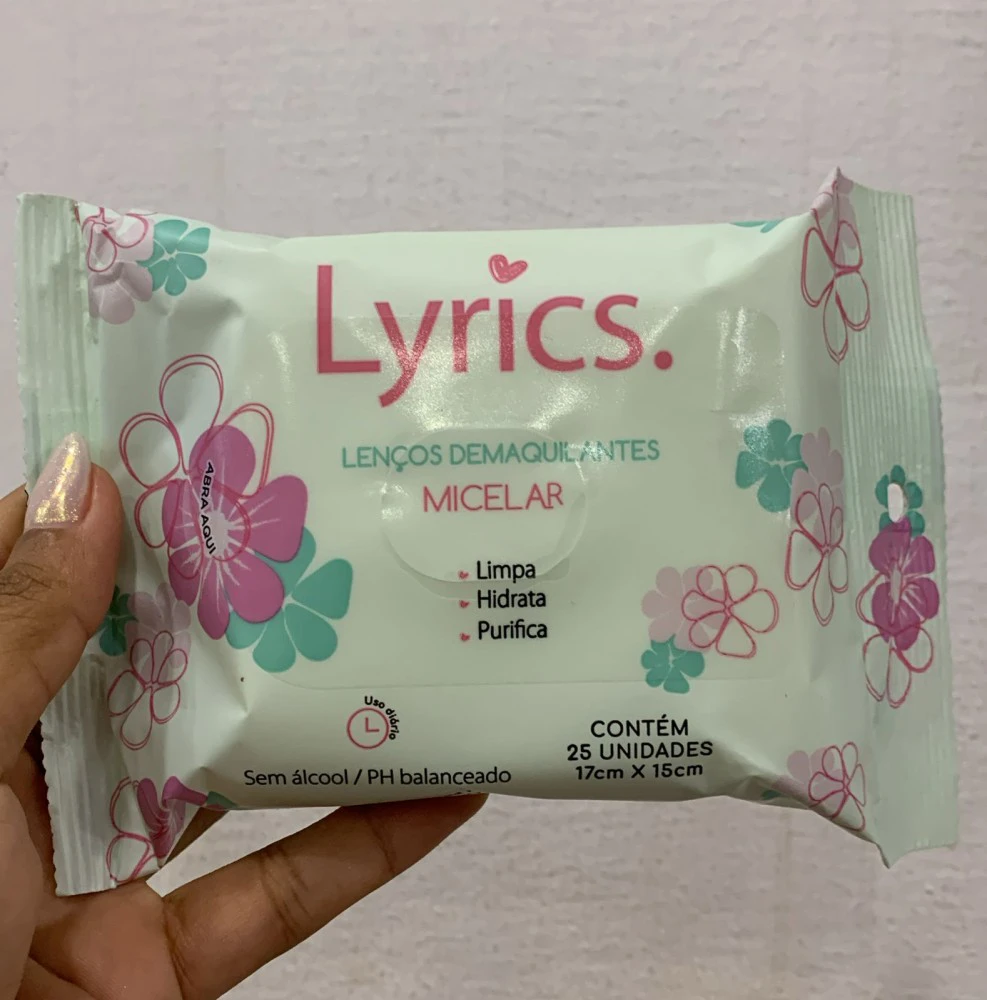 Lyrics.
LENÇOS DEMAQUILANTES
MICELAR
ABRA AQUI
Limpa
Hidrata
Purifica
Uso diário
Sem álcool / PH balanceado
CONTÉM
25 UNIDADES
17cm X 15cm